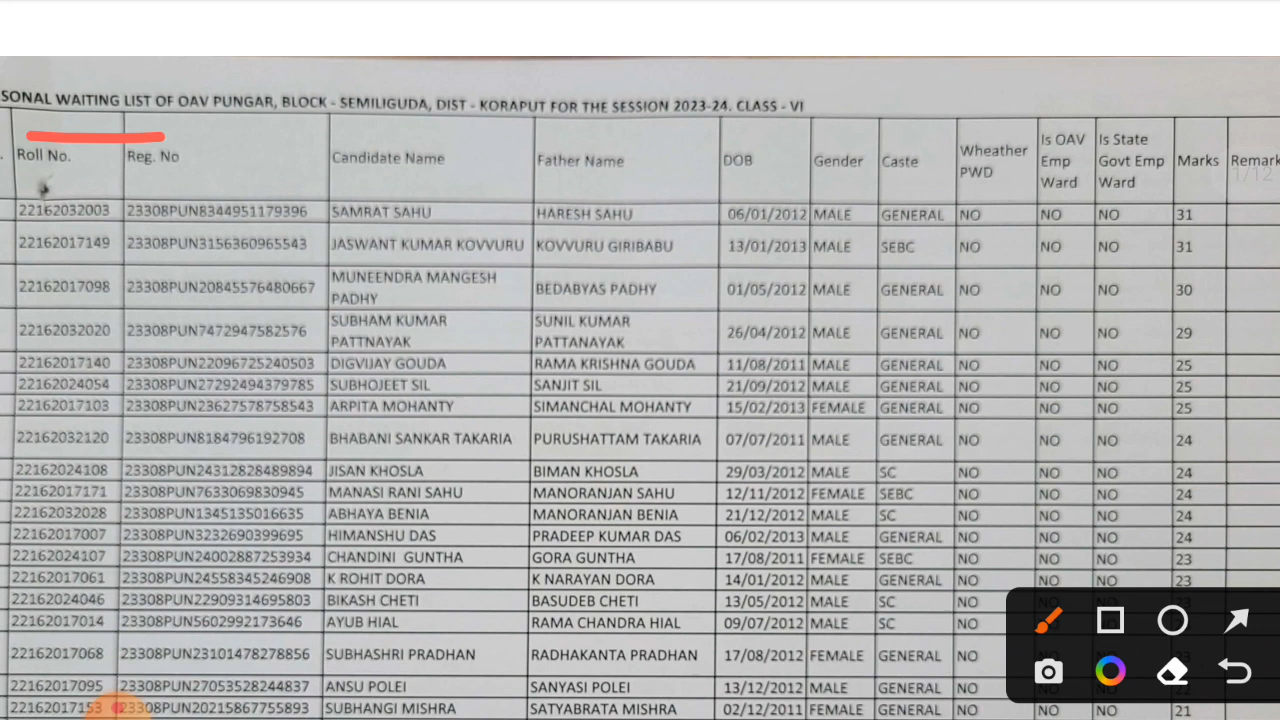 SONAL WAITING LIST OF OAV PUNGAR, BLOCK - SEMILIGUDA, DIST - KORAPUT FOR THE SESSION 2023-24. CLASS - VI
. Roll No. Reg. No Candidate Name Father Name DOB Gender Caste Wheather PWD Is OAV Emp Ward Is State Govt Emp Ward Marks Remark
1/12
22162032003 23308PUN8344951179396 SAMRAT SAHU HARESH SAHU 06/01/2012 MALE GENERAL NO NO NO 31
22162017149 23308PUN3156360965543 JASWANT KUMAR KOVVURU KOVVURU GIRIBABU 13/01/2013 MALE SEBC NO NO NO 31
22162017098 23308PUN20845576480667 MUNEENDRA MANGESH PADHY BEDABYAS PADHY 01/05/2012 MALE GENERAL NO NO NO 30
22162032020 23308PUN7472947582576 SUBHAM KUMAR PATTNAYAK SUNIL KUMAR PATTANAYAK 26/04/2012 MALE GENERAL NO NO NO 29
22162017140 23308PUN22096725240503 DIGVIJAY GOUDA RAMA KRISHNA GOUDA 11/08/2011 MALE GENERAL NO NO NO 25
22162024054 23308PUN27292494379785 SUBHOJEET SIL SANJIT SIL 21/09/2012 MALE GENERAL NO NO NO 25
22162017103 23308PUN23627578758543 ARPITA MOHANTY SIMANCHAL MOHANTY 15/02/2013 FEMALE GENERAL NO NO NO 25
22162032120 23308PUN8184796192708 BHABANI SANKAR TAKARIA PURUSHATTAM TAKARIA 07/07/2011 MALE GENERAL NO NO NO 24
22162024108 23308PUN24312828489894 JISAN KHOSLA BIMAN KHOSLA 29/03/2012 MALE SC NO NO NO 24
22162017171 23308PUN7633069830945 MANASI RANI SAHU MANORANJAN SAHU 12/11/2012 FEMALE SEBC NO NO NO 24
22162032028 23308PUN1345135016635 ABHAYA BENIA MANORANJAN BENIA 21/12/2012 MALE SC NO NO NO 24
22162017007 23308PUN3232690399695 HIMANSHU DAS PRADEEP KUMAR DAS 06/02/2013 MALE GENERAL NO NO NO 24
22162024107 23308PUN24002887253934 CHANDINI GUNTHA GORA GUNTHA 17/08/2011 FEMALE SEBC NO NO NO 23
22162017061 23308PUN24558345246908 K ROHIT DORA K NARAYAN DORA 14/01/2012 MALE GENERAL NO NO NO 23
22162024046 23308PUN22909314695803 BIKASH CHETI BASUDEB CHETI 13/05/2012 MALE SC NO NO NO 23
22162017014 23308PUN5602992173646 AYUB HIAL RAMA CHANDRA HIAL 09/07/2012 MALE SC NO
22162017068 23308PUN23101478278856 SUBHASHRI PRADHAN RADHAKANTA PRADHAN 17/08/2012 FEMALE GENERAL NO NO NO 23
22162017095 23308PUN27053528244837 ANSU POLEI SANYASI POLEI 13/12/2012 MALE GENERAL NO NO NO 22
22162017153 23308PUN20215867755893 SUBHANGI MISHRA SATYABRATA MISHRA 02/12/2011 FEMALE GENERAL NO NO NO 21